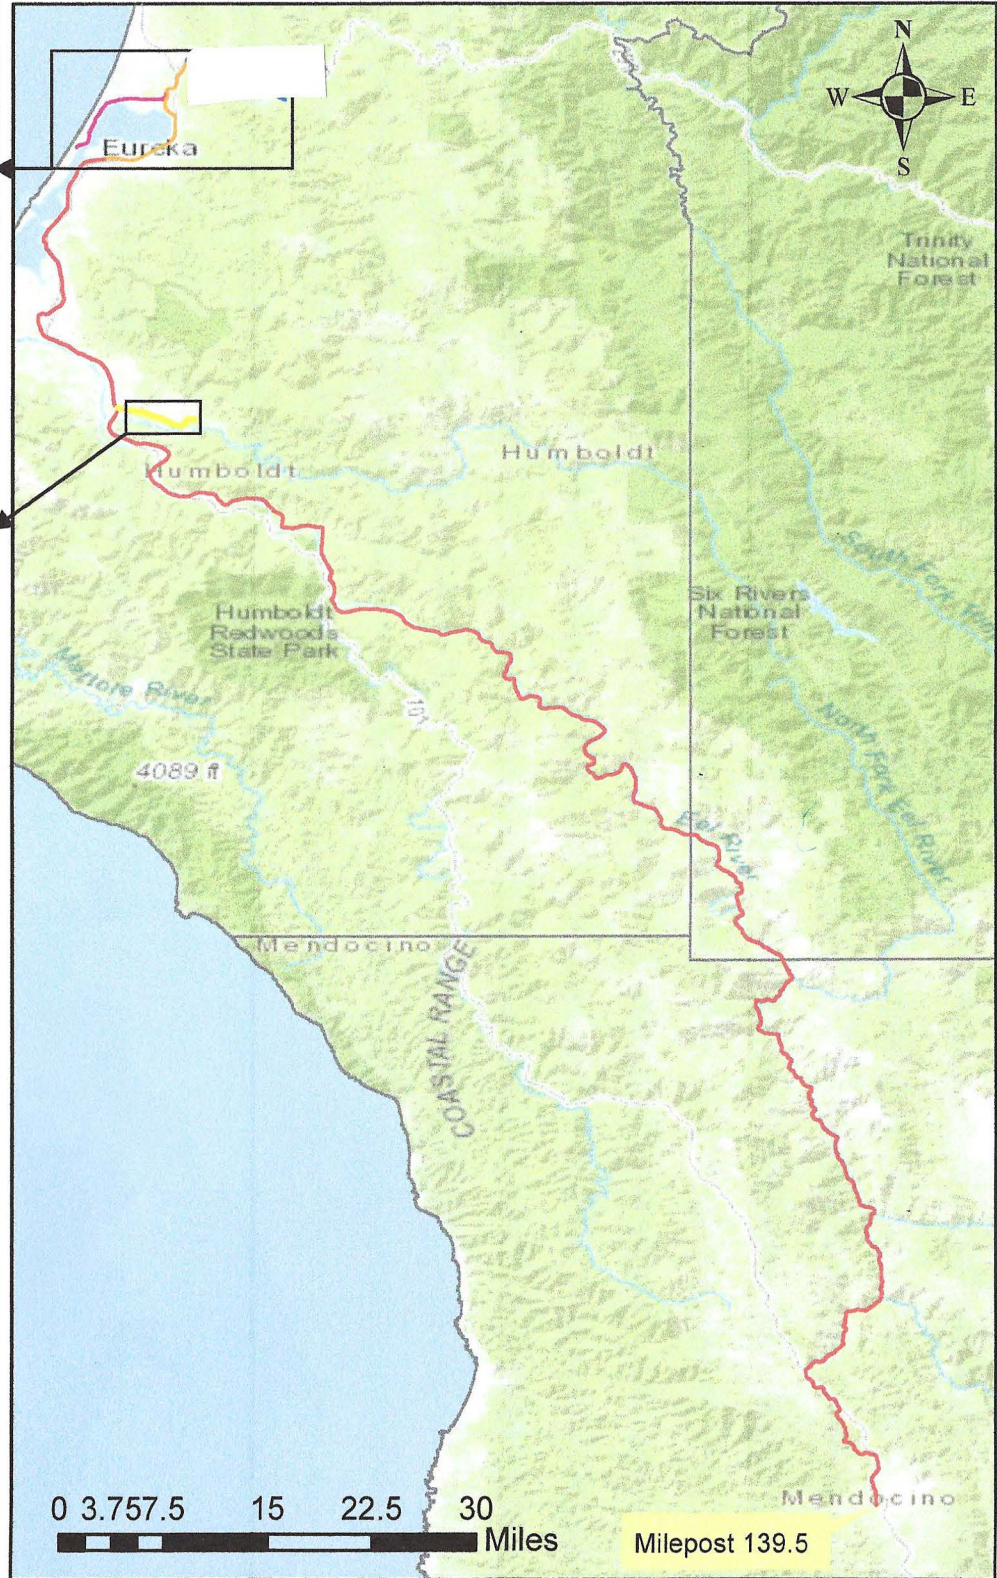 N
W E
S
Eureka
Trinity
National
Forest
Humboldt
Humboldt
South Fork
Six Rivers
National
Forest
Humboldt
Redwoods
State Park
Mattole River
101
North Fork Eel River
4089 ft
Eel River
Mendocino
COASTAL RANGE
Mendocino
0 3.75 7.5 15 22.5 30
Miles
Milepost 139.5